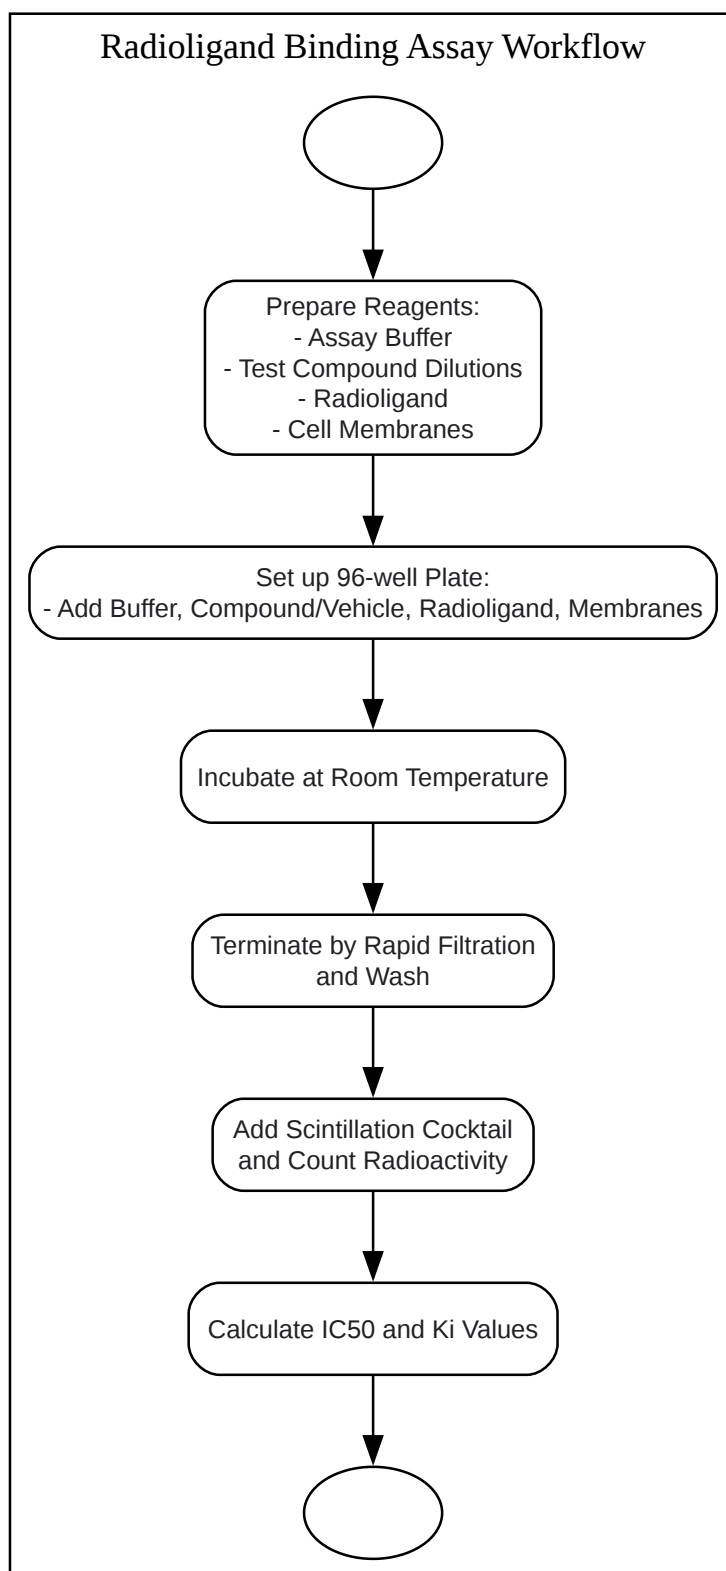 Radioligand Binding Assay Workflow
Prepare Reagents:
- Assay Buffer
- Test Compound Dilutions
- Radioligand
- Cell Membranes
Set up 96-well Plate:
- Add Buffer, Compound/Vehicle, Radioligand, Membranes
Incubate at Room Temperature
Terminate by Rapid Filtration
and Wash
Add Scintillation Cocktail
and Count Radioactivity
Calculate IC50 and Ki Values